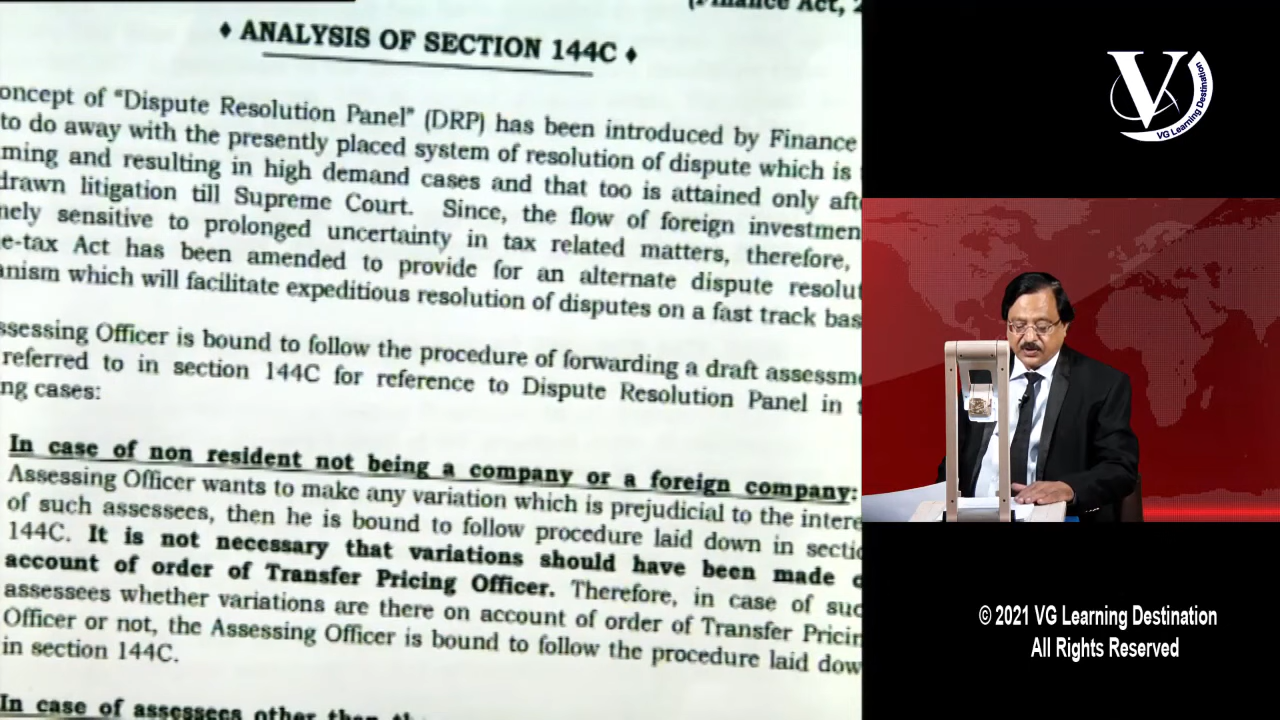 (Finance Act, 2
♦ ANALYSIS OF SECTION 144C ♦
oncept of “Dispute Resolution Panel” (DRP) has been introduced by Finance
to do away with the presently placed system of resolution of dispute which is
ming and resulting in high demand cases and that too is attained only afte
drawn litigation till Supreme Court. Since, the flow of foreign investmen
nely sensitive to prolonged uncertainty in tax related matters, therefore,
e-tax Act has been amended to provide for an alternate dispute resolut
anism which will facilitate expeditious resolution of disputes on a fast track bas
ssessing Officer is bound to follow the procedure of forwarding a draft assessme
referred to in section 144C for reference to Dispute Resolution Panel in
ng cases:
In case of non resident not being a company or a foreign company:
Assessing Officer wants to make any variation which is prejudicial to the intere
of such assessees, then he is bound to follow procedure laid down in sectio
144C. It is not necessary that variations should have been made o
account of order of Transfer Pricing Officer. Therefore, in case of suc
assessees whether variations are there on account of order of Transfer Pricin
Officer or not, the Assessing Officer is bound to follow the procedure laid dow
in section 144C.
In case of assessees other than
V
VG Learning Destination
© 2021 VG Learning Destination
All Rights Reserved